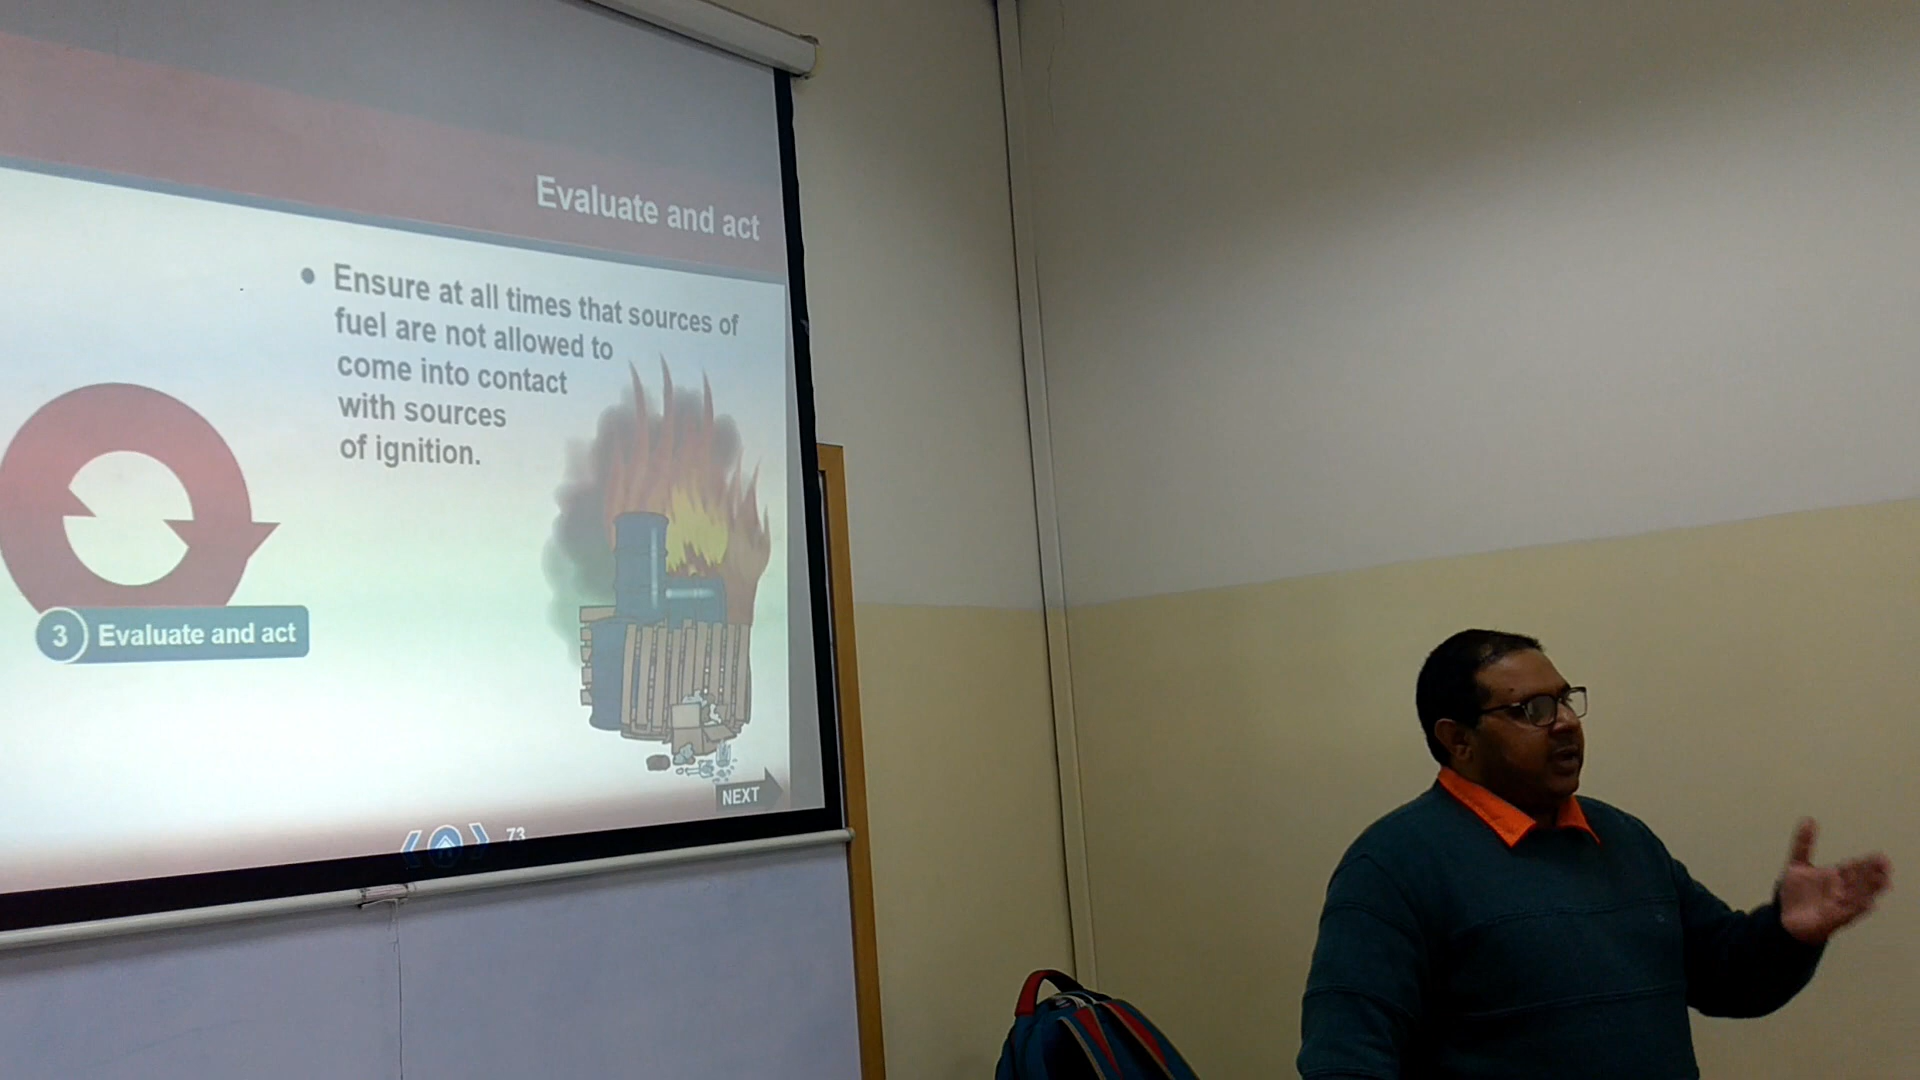 Evaluate and act
● Ensure at all times that sources of
fuel are not allowed to
come into contact
with sources
of ignition.
3 Evaluate and act
NEXT
73